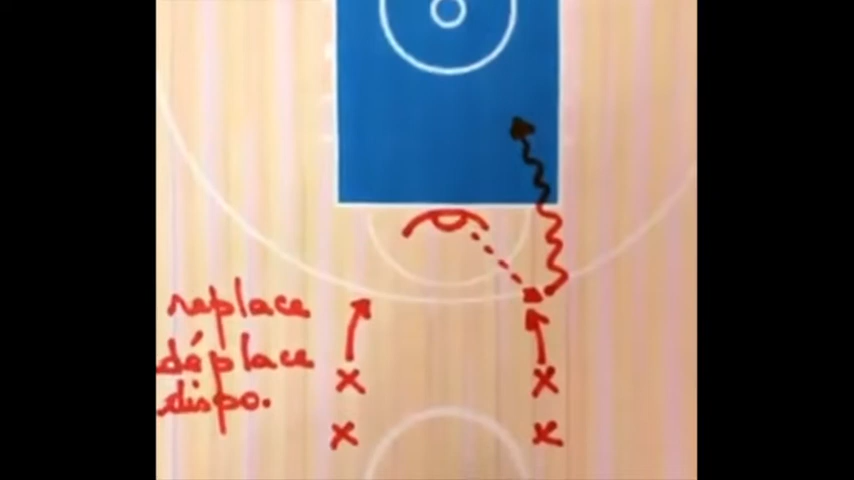 replace
déplace
dispo.
x x
x x